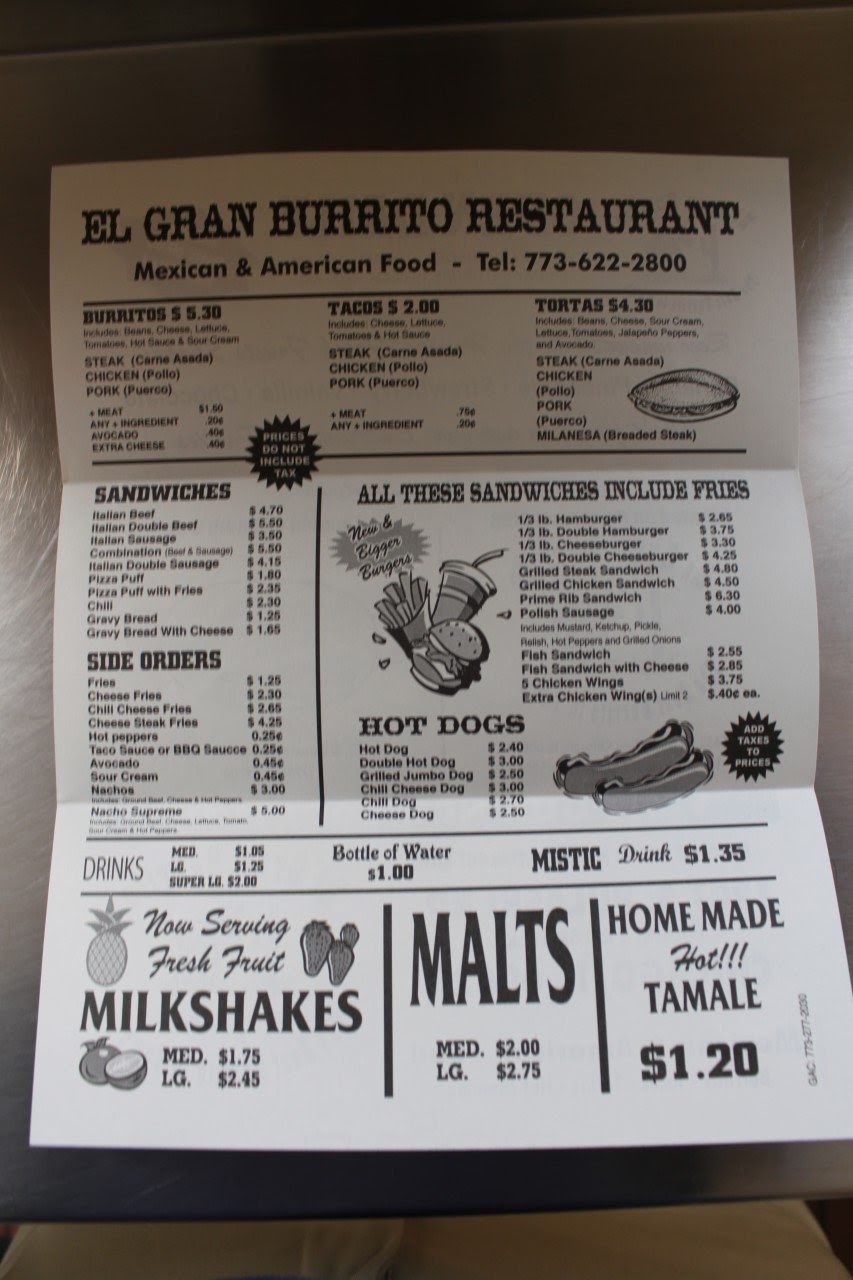 EL GRAN BURRITO RESTAURANT
Mexican & American Food - Tel: 773-622-2800
BURRITOS $ 5.30
Includes: Beans, Cheese, Lettuce,
Tomatoes, Hot Sauce & Sour Cream
STEAK (Carne Asada)
CHICKEN (Pollo)
PORK (Puerco)
+ MEAT $1.50
ANY + INGREDIENT .20¢
AVOCADO .40¢
EXTRA CHEESE .40¢
TACOS $ 2.00
Includes: Cheese, Lettuce,
Tomatoes & Hot Sauce
STEAK (Carne Asada)
CHICKEN (Pollo)
PORK (Puerco)
+ MEAT .75¢
ANY + INGREDIENT .20¢
TORTAS $4.30
Includes: Beans, Cheese, Sour Cream,
Lettuce,Tomatoes, Jalapeño Peppers,
and Avocado.
STEAK (Carne Asada)
CHICKEN
(Pollo)
PORK
(Puerco)
MILANESA (Breaded Steak)
PRICES
DO NOT
INCLUDE
TAX
SANDWICHES
Italian Beef $ 4.70
Italian Double Beef $ 5.50
Italian Sausage $ 3.50
Combination (Beef & Sausage) $ 5.50
Italian Double Sausage $ 4.15
Pizza Puff $ 1.80
Pizza Puff with Fries $ 2.35
Chili $ 2.30
Gravy Bread $ 1.25
Gravy Bread With Cheese $ 1.65
SIDE ORDERS
Fries $ 1.25
Cheese Fries $ 2.30
Chili Cheese Fries $ 2.65
Cheese Steak Fries $ 4.25
Hot peppers 0.25¢
Taco Sauce or BBQ Saucce 0.25¢
Avocado 0.45¢
Sour Cream 0.45¢
Nachos $ 3.00
Includes: Ground Beef, Cheese & Hot Peppers
Nacho Supreme $ 5.00
Includes: Ground Beef, Cheese, Lettuce, Tomato,
Sour Cream & Hot Peppers
ALL THESE SANDWICHES INCLUDE FRIES
New &
Bigger
Burgers
1/3 lb. Hamburger $ 2.65
1/3 lb. Double Hamburger $ 3.75
1/3 lb. Cheeseburger $ 3.30
1/3 lb. Double Cheeseburger $ 4.25
Grilled Steak Sandwich $ 4.80
Grilled Chicken Sandwich $ 4.50
Prime Rib Sandwich $ 6.30
Polish Sausage $ 4.00
Includes Mustard, Ketchup, Pickle,
Relish, Hot Peppers and Grilled Onions
Fish Sandwich $ 2.55
Fish Sandwich with Cheese $ 2.85
5 Chicken Wings $ 3.75
Extra Chicken Wing(s) Limit 2 $.40¢ ea.
HOT DOGS
Hot Dog $ 2.40
Double Hot Dog $ 3.00
Grilled Jumbo Dog $ 2.50
Chili Cheese Dog $ 3.00
Chili Dog $ 2.70
Cheese Dog $ 2.50
ADD
TAXES
TO
PRICES
DRINKS
MED. $1.05
LG. $1.25
SUPER LG. $2.00
Bottle of Water
$1.00
MISTIC Drink $1.35
Now Serving
Fresh Fruit
MILKSHAKES
MED. $1.75
LG. $2.45
MALTS
MED. $2.00
LG. $2.75
HOME MADE
Hot!!!
TAMALE
$1.20
GAC: 773-277-2030